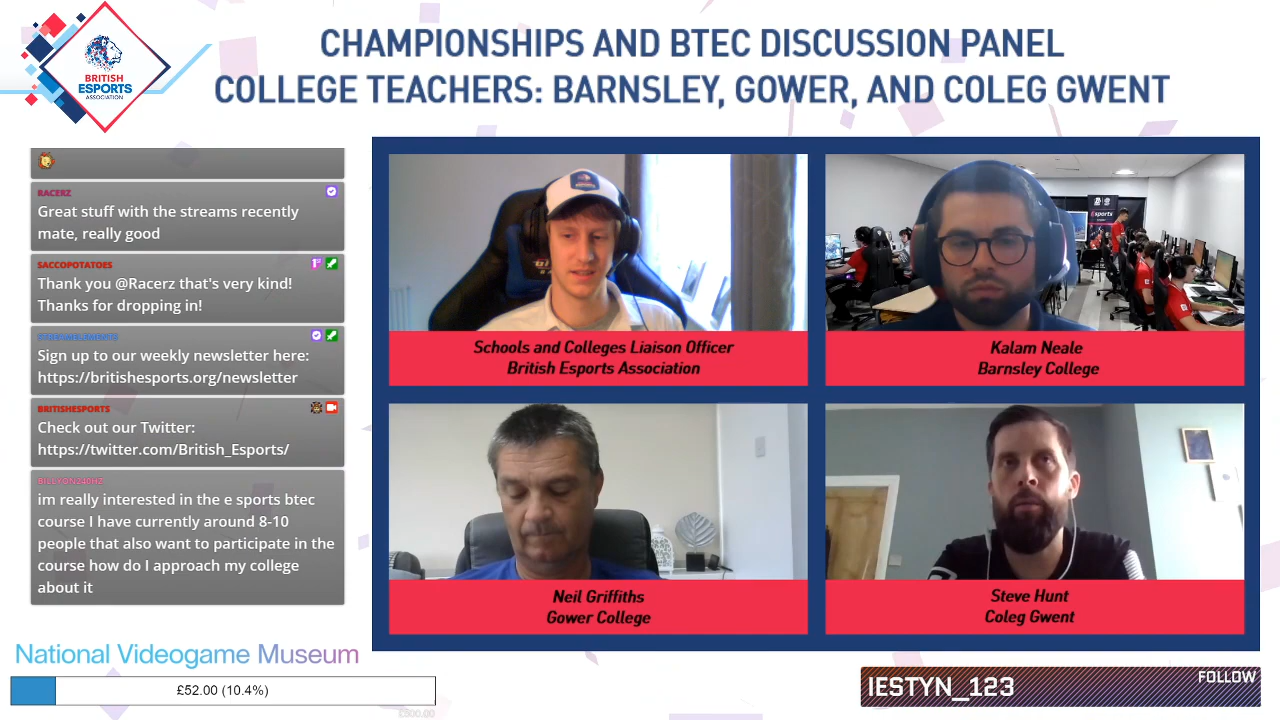 CHAMPIONSHIPS AND BTEC DISCUSSION PANEL
COLLEGE TEACHERS: BARNSLEY, GOWER, AND COLEG GWENT
BRITISH
ESPORTS
ASSOCIATION
RACERZ
Great stuff with the streams recently
mate, really good
SACCOPOTATOES
Thank you @Racerz that's very kind!
Thanks for dropping in!
STREAMELEMENTS
Sign up to our weekly newsletter here:
https://britishesports.org/newsletter
BRITISHESPORTS
Check out our Twitter:
https://twitter.com/British_Esports/
BILLYON240HZ
im really interested in the e sports btec
course I have currently around 8-10
people that also want to participate in the
course how do I approach my college
about it
Schools and Colleges Liaison Officer
British Esports Association
esports
Kalam Neale
Barnsley College
Neil Griffiths
Gower College
Steve Hunt
Coleg Gwent
National Videogame Museum
£52.00 (10.4%)
£500.00
IESTYN_123
FOLLOW